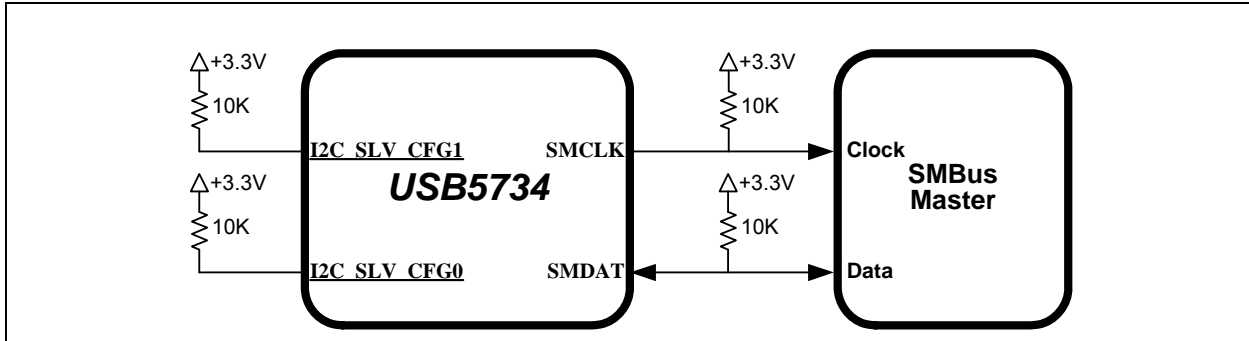 +3.3V
10K
+3.3V
10K
I2C_SLV_CFG1
SMCLK
USB5734
+3.3V
10K
+3.3V
10K
I2C_SLV_CFG0
SMDAT
Clock
SMBus
Master
Data